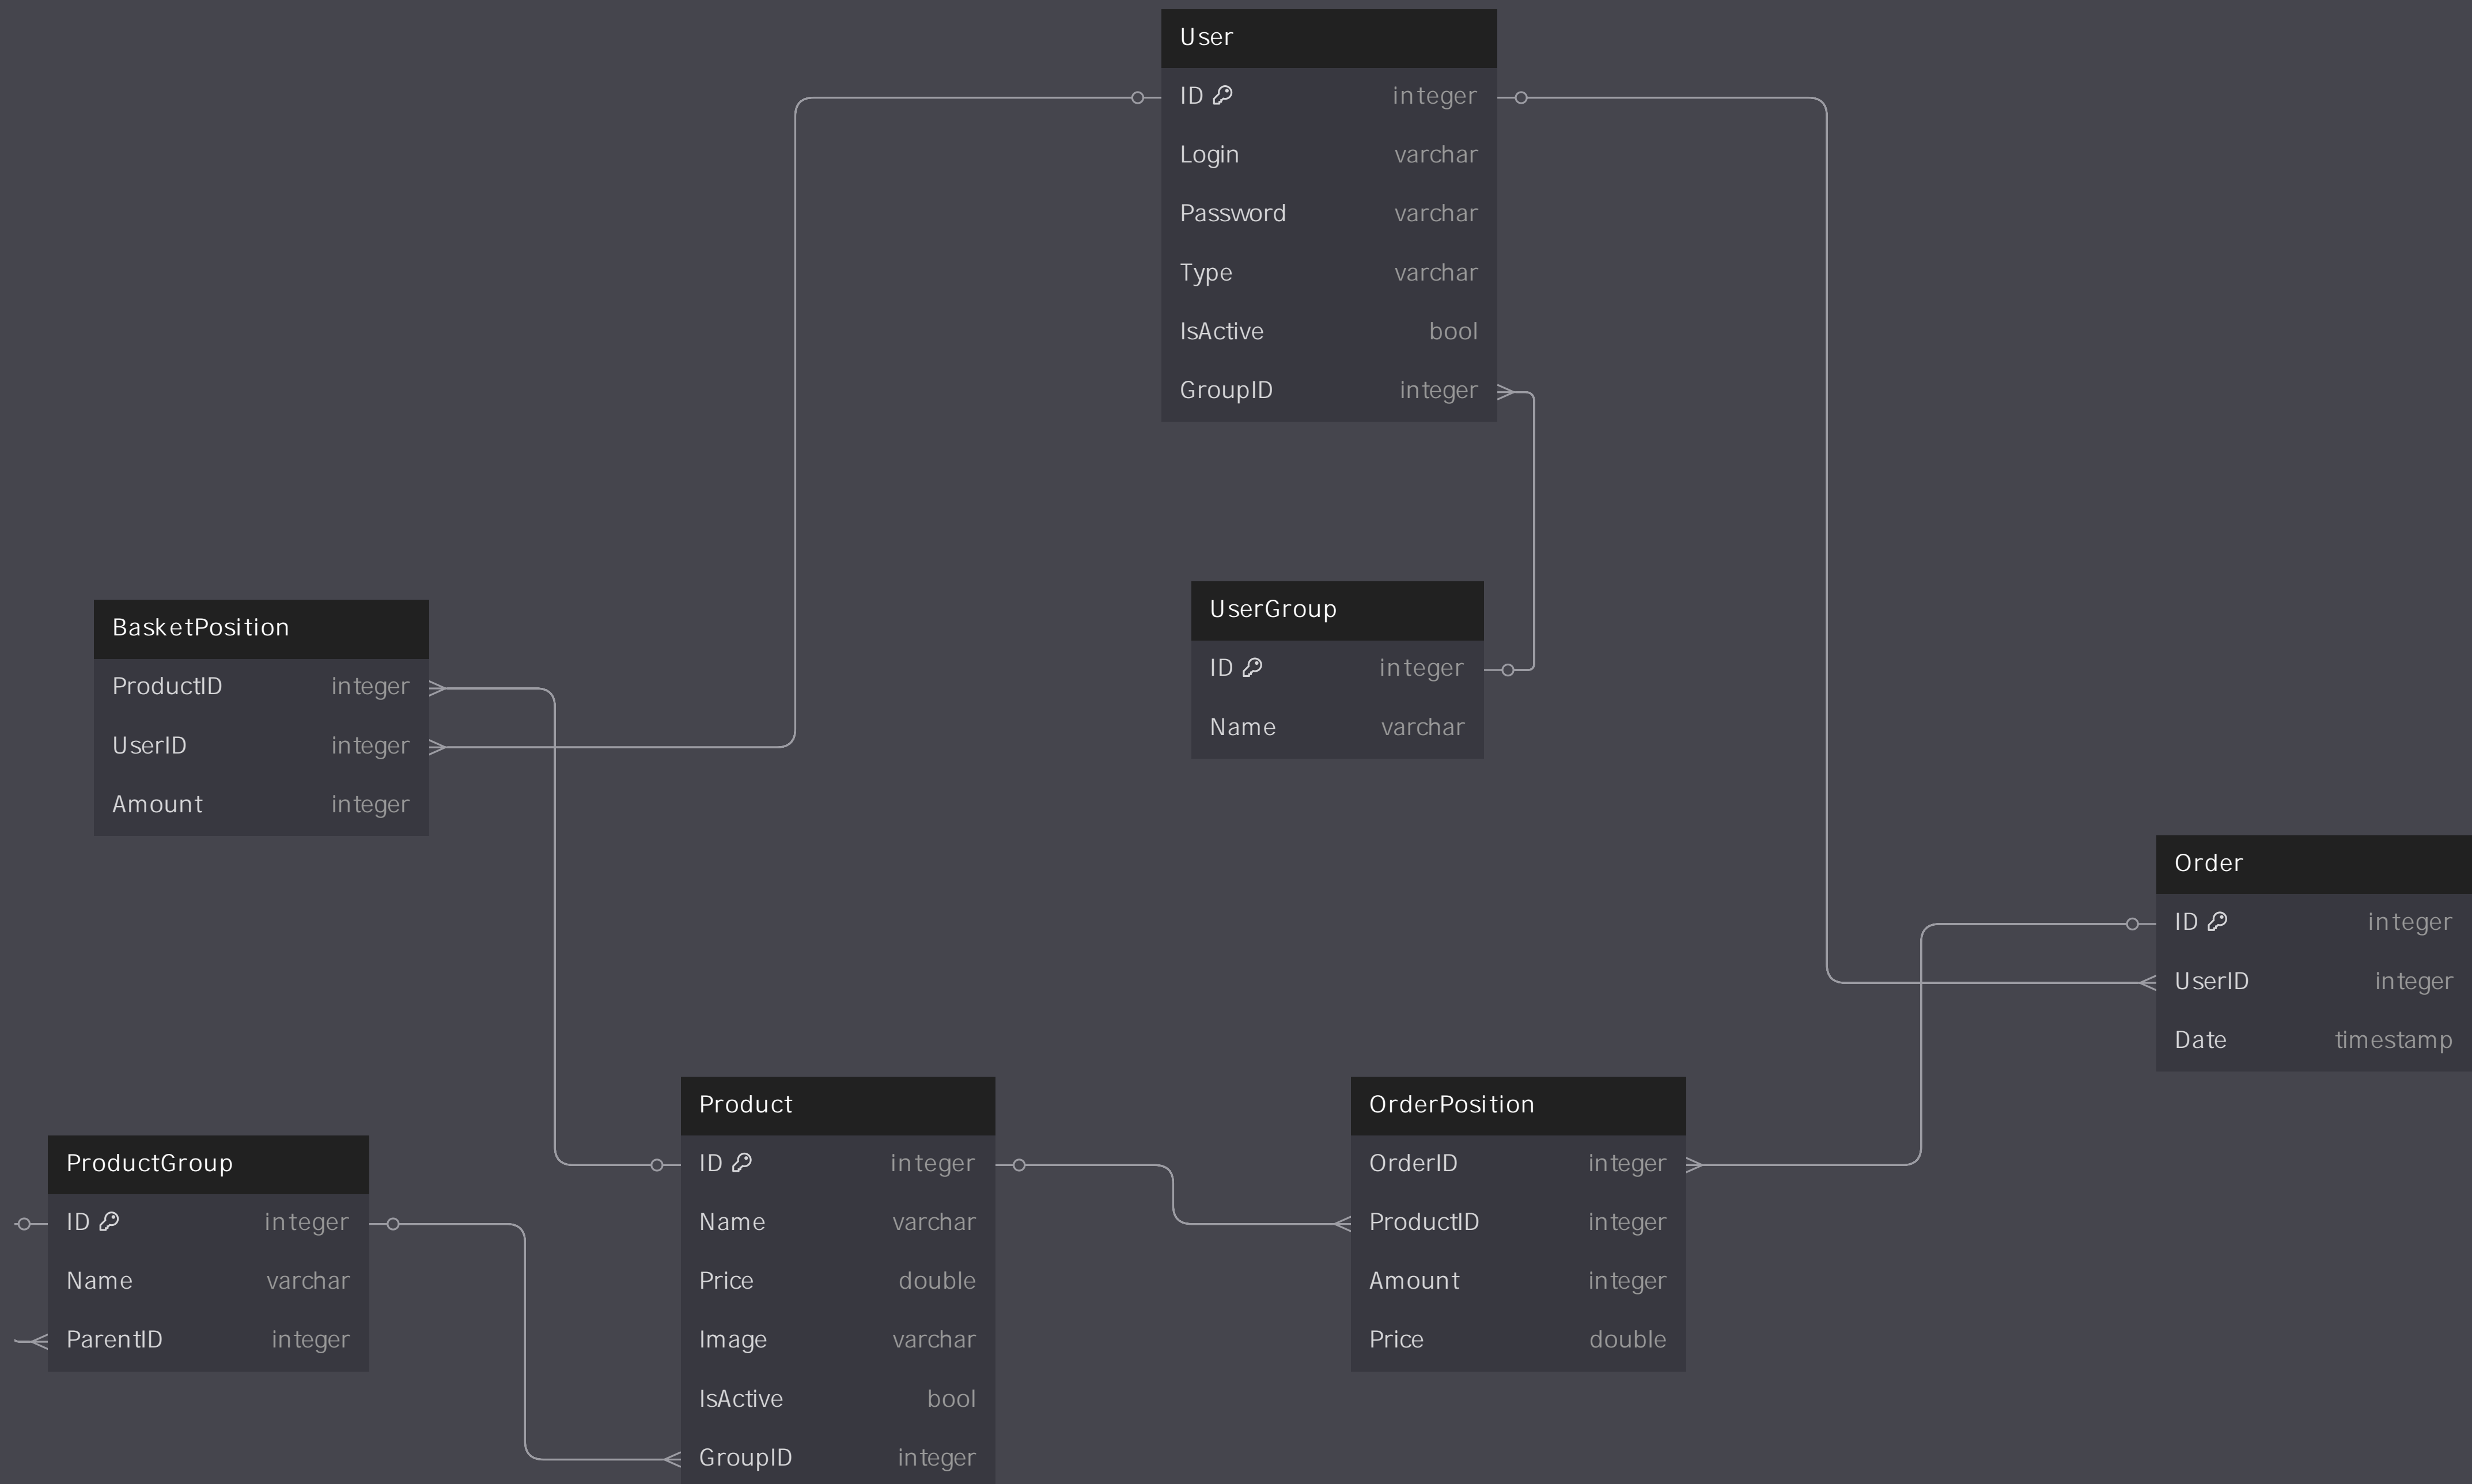 User
ID integer
Login varchar
Password varchar
Type varchar
IsActive bool
GroupID integer
UserGroup
ID integer
Name varchar
BasketPosition
ProductID integer
UserID integer
Amount integer
Order
ID integer
UserID integer
Date timestamp
Product
ID integer
Name varchar
Price double
Image varchar
IsActive bool
GroupID integer
OrderPosition
OrderID integer
ProductID integer
Amount integer
Price double
ProductGroup
ID integer
Name varchar
ParentID integer